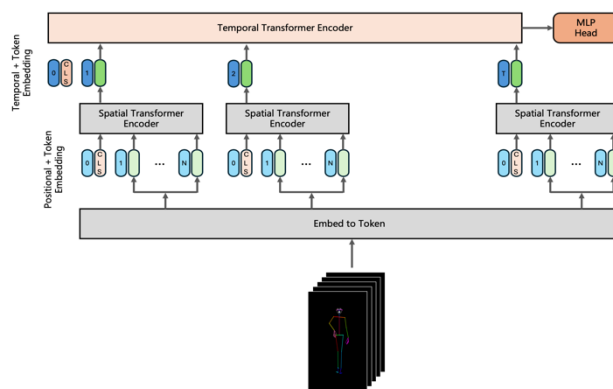 Temporal Transformer Encoder
MLP
Head
Temporal + Token
Embedding
0 CLS 1 2 T
Spatial Transformer
Encoder
Spatial Transformer
Encoder
Spatial Transformer
Encoder
Positional + Token
Embedding
0 CLS 1 ... N 0 CLS 1 ... N 0 CLS 1 ... N
Embed to Token